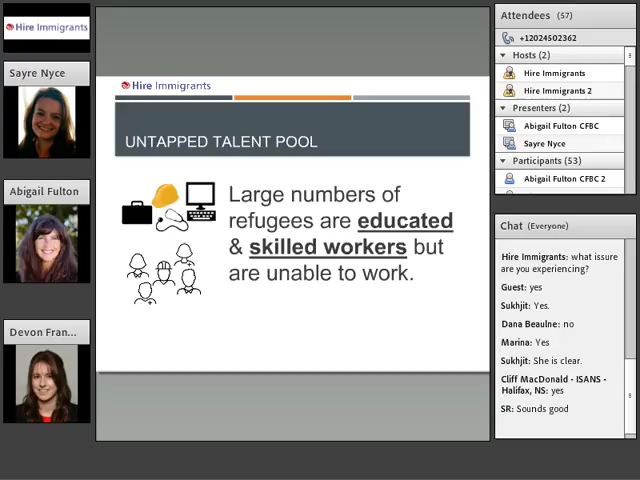 Hire Immigrants
Sayre Nyce
Abigail Fulton
Devon Fran...
Hire Immigrants
UNTAPPED TALENT POOL
Large numbers of
refugees are educated
& skilled workers but
are unable to work.
Attendees (57)
+12024502362
Hosts (2)
Hire Immigrants
Hire Immigrants 2
Presenters (2)
Abigail Fulton CFBC
Sayre Nyce
Participants (53)
Abigail Fulton CFBC 2
Chat (Everyone)
Hire Immigrants: what issure
are you experiencing?
Guest: yes
Sukhjit: Yes.
Dana Beaulne: no
Marina: Yes
Sukhjit: She is clear.
Cliff MacDonald - ISANS -
Halifax, NS: yes
SR: Sounds good